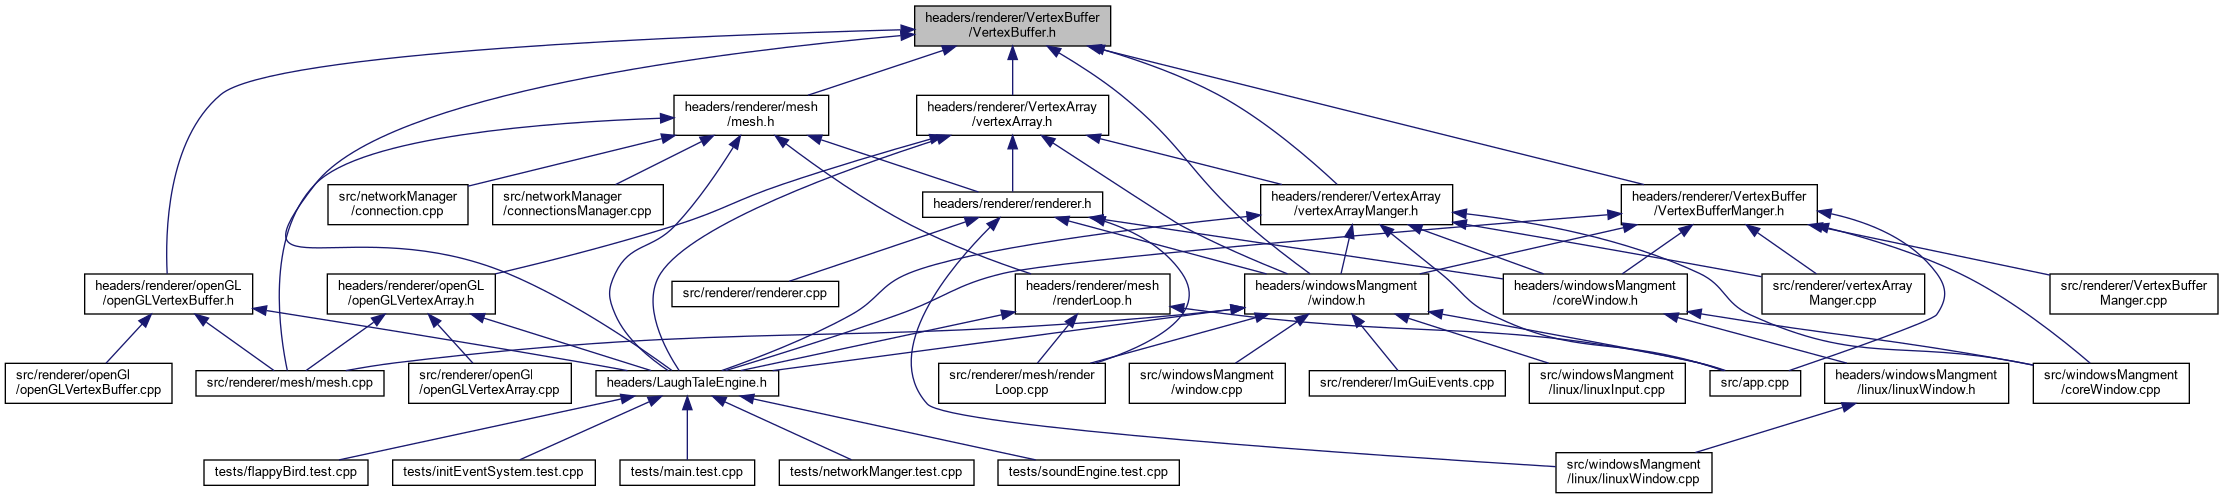 headers/renderer/VertexBuffer
/VertexBuffer.h
headers/renderer/mesh
/mesh.h
headers/renderer/VertexArray
/vertexArray.h
src/networkManager
/connection.cpp
src/networkManager
/connectionsManager.cpp
headers/renderer/renderer.h
headers/renderer/VertexArray
/vertexArrayManger.h
headers/renderer/VertexBuffer
/VertexBufferManger.h
headers/renderer/openGL
/openGLVertexBuffer.h
headers/renderer/openGL
/openGLVertexArray.h
src/renderer/renderer.cpp
headers/renderer/mesh
/renderLoop.h
headers/windowsMangment
/window.h
headers/windowsMangment
/coreWindow.h
src/renderer/vertexArray
Manger.cpp
src/renderer/VertexBuffer
Manger.cpp
src/renderer/openGl
/openGLVertexBuffer.cpp
src/renderer/mesh/mesh.cpp
src/renderer/openGl
/openGLVertexArray.cpp
headers/LaughTaleEngine.h
src/renderer/mesh/render
Loop.cpp
src/windowsMangment
/window.cpp
src/renderer/ImGuiEvents.cpp
src/windowsMangment
/linux/linuxInput.cpp
src/app.cpp
headers/windowsMangment
/linux/linuxWindow.h
src/windowsMangment
/coreWindow.cpp
tests/flappyBird.test.cpp
tests/initEventSystem.test.cpp
tests/main.test.cpp
tests/networkManger.test.cpp
tests/soundEngine.test.cpp
src/windowsMangment
/linux/linuxWindow.cpp